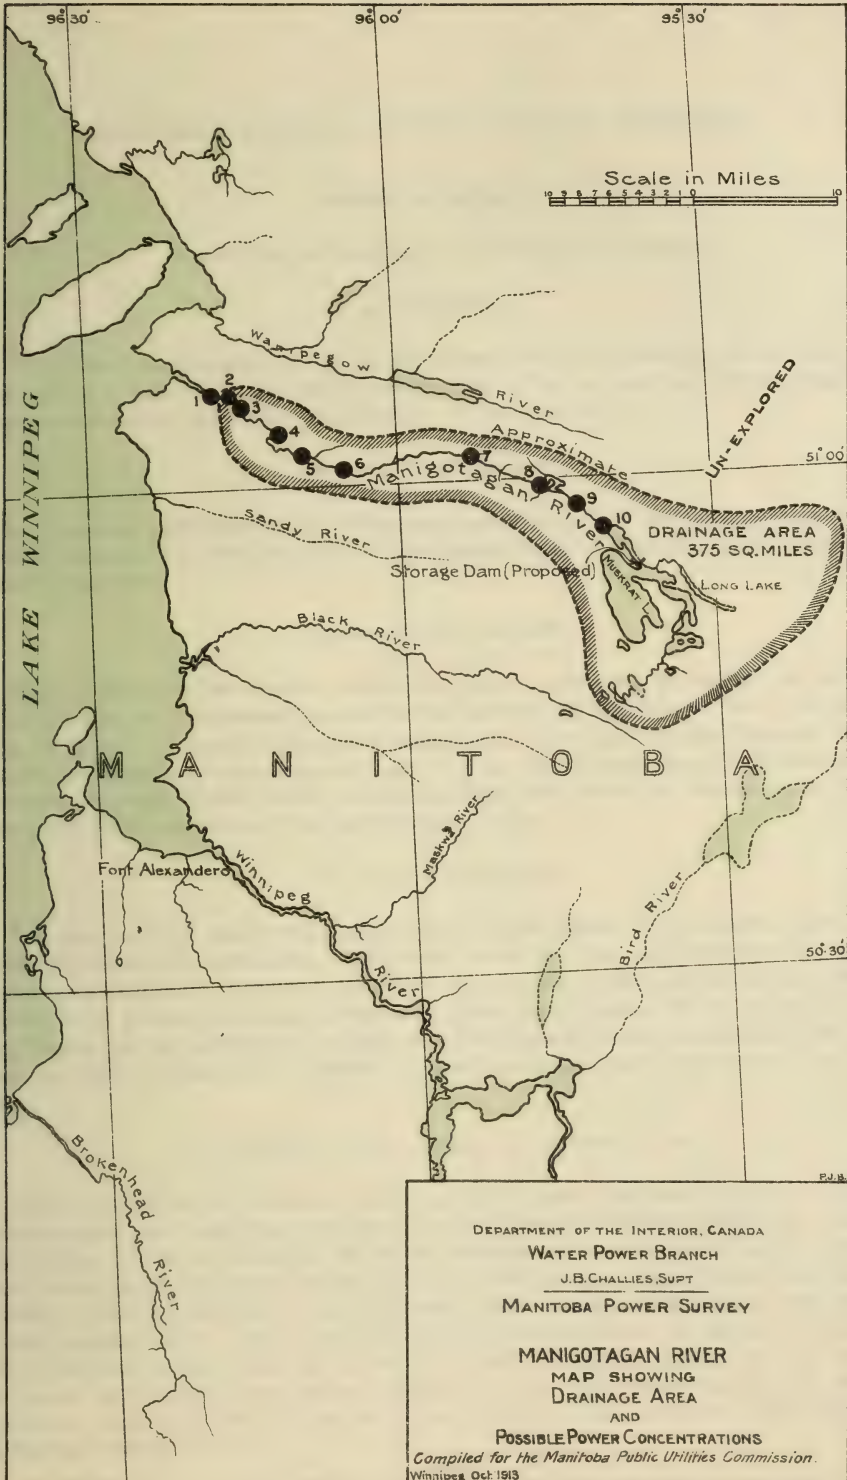 96°30'
96°00'
95°30'
Scale in Miles
10 9 8 7 6 5 4 3 2 1 0 10
Wanipegow
River
UN-EXPLORED
LAKE WINNIPEG
1
2
3
4
5
6
7
8
9
10
Approximate
51°00'
Manigotagan River
DRAINAGE AREA
375 SQ.MILES
Sandy River
Storage Dam (Proposed)
MUSKRAT
LONG LAKE
Black River
MANITOBA
Maskwa River
Fort Alexander
Winnipeg
River
Bird River
50°30'
Brokenhead
River
P.J.B.
DEPARTMENT OF THE INTERIOR, CANADA
WATER POWER BRANCH
J.B.CHALLIES, SUPT
MANITOBA POWER SURVEY
MANIGOTAGAN RIVER
MAP SHOWING
DRAINAGE AREA
AND
POSSIBLE POWER CONCENTRATIONS
Compiled for the Manitoba Public Utilities Commission.
Winnipeg Oct. 1913